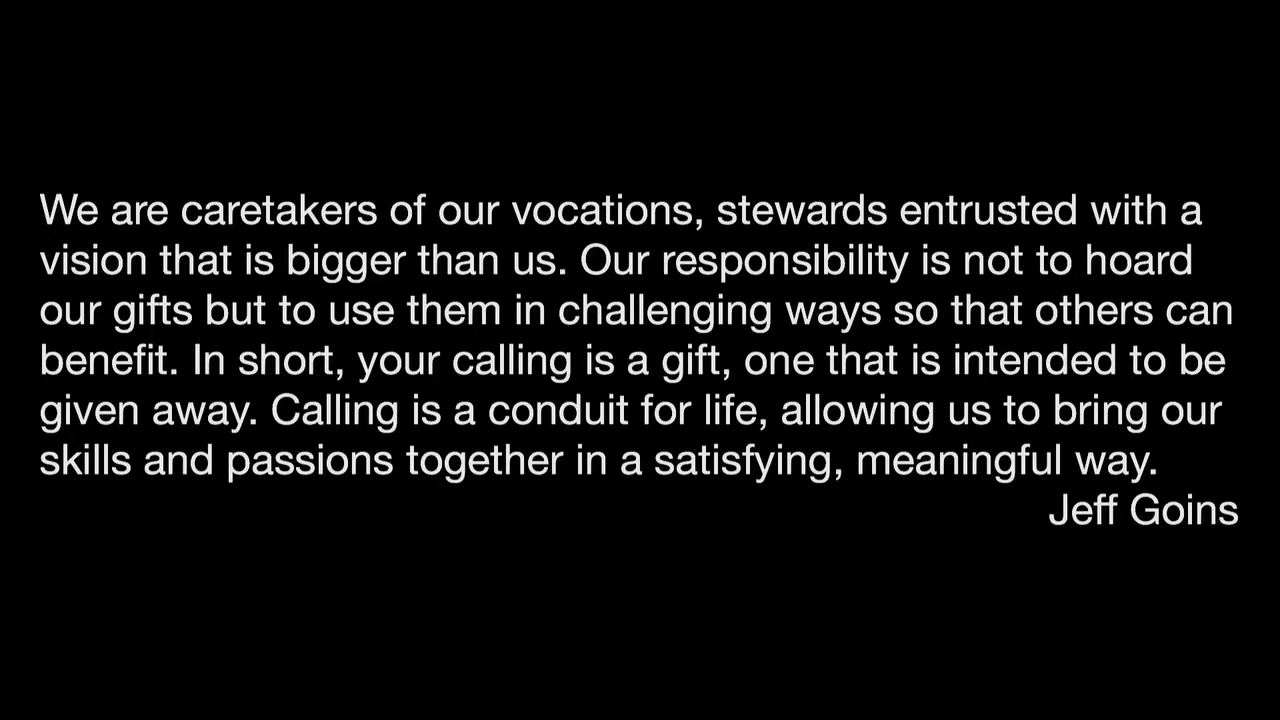 We are caretakers of our vocations, stewards entrusted with a
vision that is bigger than us. Our responsibility is not to hoard
our gifts but to use them in challenging ways so that others can
benefit. In short, your calling is a gift, one that is intended to be
given away. Calling is a conduit for life, allowing us to bring our
skills and passions together in a satisfying, meaningful way.
Jeff Goins